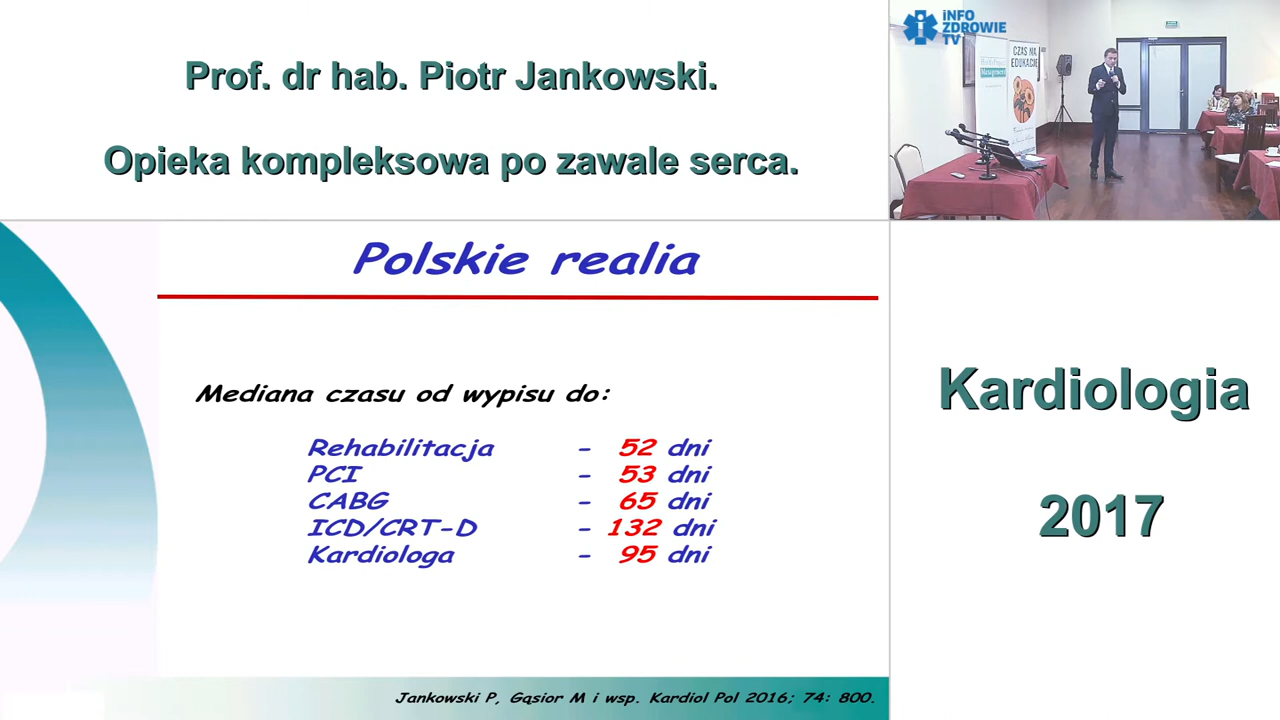 Prof. dr hab. Piotr Jankowski.
Opieka kompleksowa po zawale serca.
iNFO
ZDROWIE
TV
CZAS NA
EDUKACJĘ
Polskie realia
Mediana czasu od wypisu do:
Rehabilitacja - 52 dni
PCI - 53 dni
CABG - 65 dni
ICD/CRT-D - 132 dni
Kardiologa - 95 dni
Jankowski P, Gąsior M i wsp. Kardiol Pol 2016; 74: 800.
Kardiologia
2017